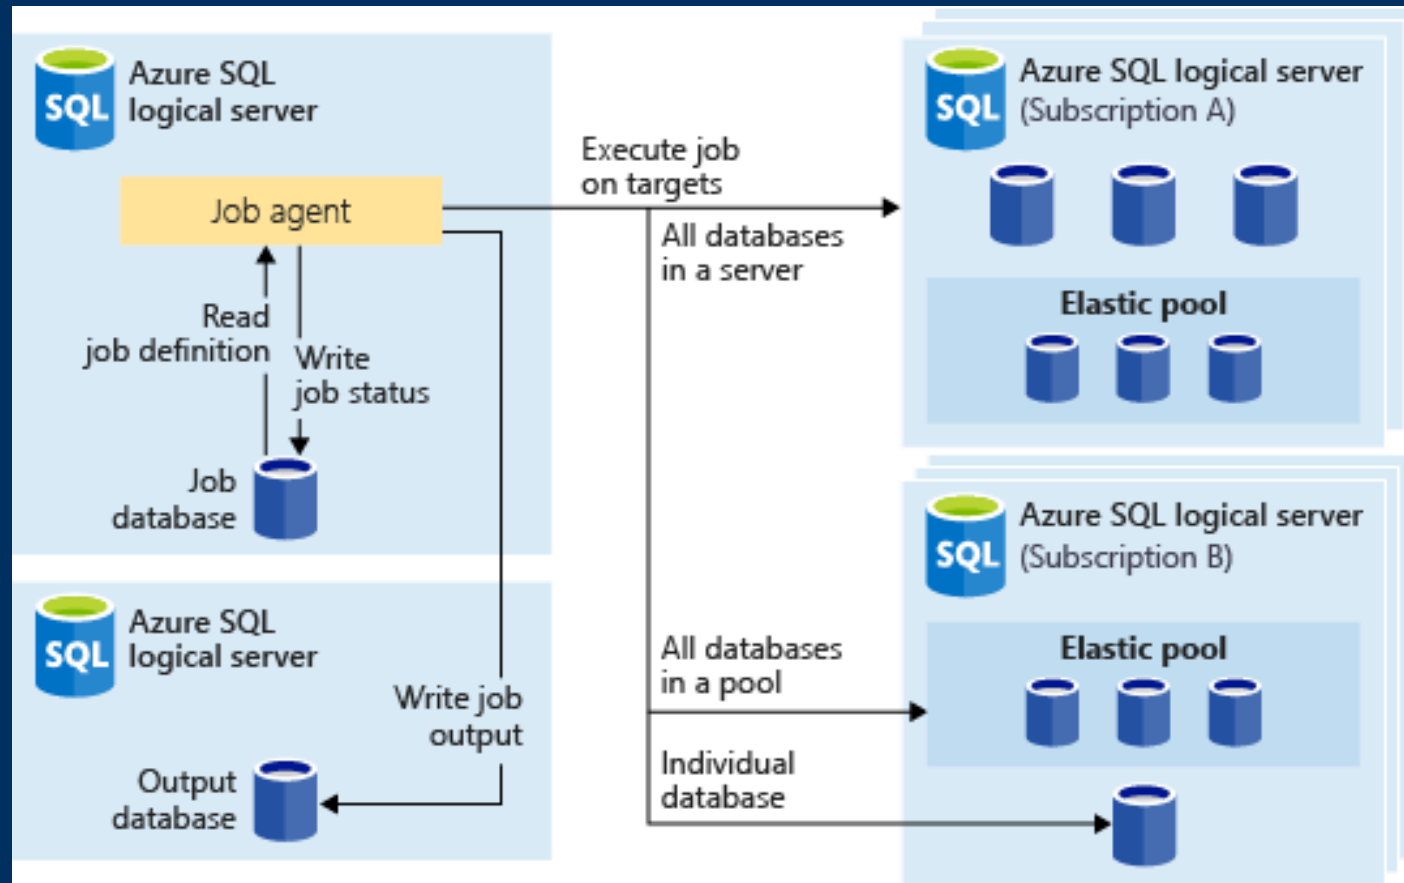 SQL
Azure SQL
logical server
Job agent
Read
job definition
Write
job status
Job
database
SQL
Azure SQL
logical server
Write job
output
Output
database
Execute job
on targets
All databases
in a server
All databases
in a pool
Individual
database
SQL
Azure SQL logical server
(Subscription A)
Elastic pool
SQL
Azure SQL logical server
(Subscription B)
Elastic pool